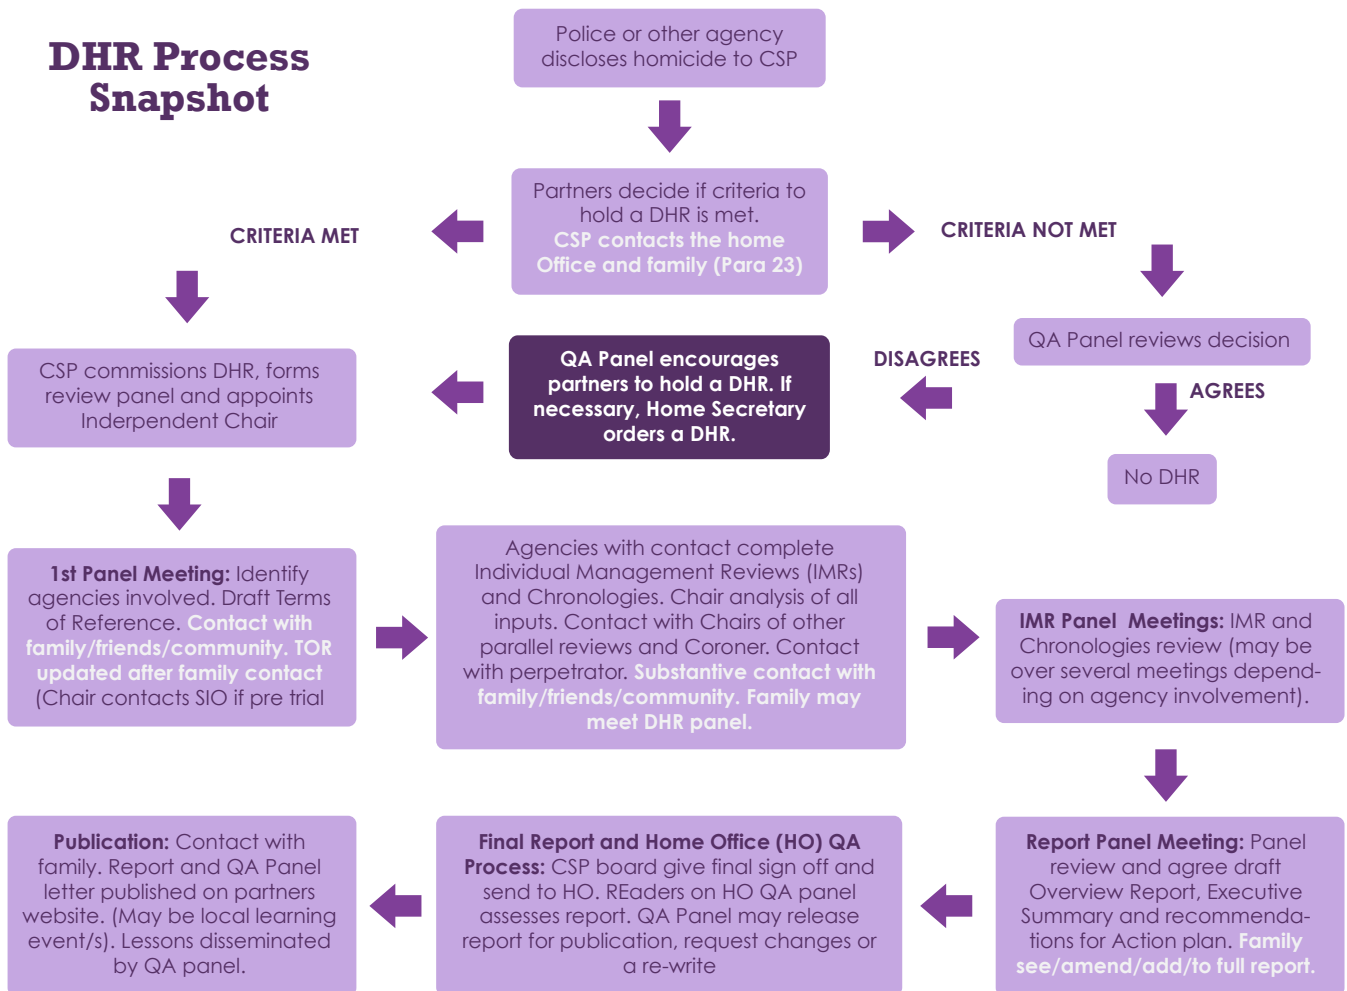 DHR Process
Snapshot
Police or other agency
discloses homicide to CSP
Partners decide if criteria to
hold a DHR is met.
CSP contacts the home
Office and family (Para 23)
CRITERIA MET
CRITERIA NOT MET
QA Panel reviews decision
DISAGREES
AGREES
No DHR
QA Panel encourages
partners to hold a DHR. If
necessary, Home Secretary
orders a DHR.
CSP commissions DHR, forms
review panel and appoints
Inderpendent Chair
1st Panel Meeting: Identify
agencies involved. Draft Terms
of Reference. Contact with
family/friends/community. TOR
updated after family contact
(Chair contacts SIO if pre trial
Agencies with contact complete
Individual Management Reviews (IMRs)
and Chronologies. Chair analysis of all
inputs. Contact with Chairs of other
parallel reviews and Coroner. Contact
with perpetrator. Substantive contact with
family/friends/community. Family may
meet DHR panel.
IMR Panel  Meetings: IMR and
Chronologies review (may be
over several meetings depend-
ing on agency involvement).
Report Panel Meeting: Panel
review and agree draft
Overview Report, Executive
Summary and recommenda-
tions for Action plan. Family
see/amend/add/to full report.
Final Report and Home Office (HO) QA
Process: CSP board give final sign off and
send to HO. REaders on HO QA panel
assesses report. QA Panel may release
report for publication, request changes or
a re-write
Publication: Contact with
family. Report and QA Panel
letter published on partners
website. (May be local learning
event/s). Lessons disseminated
by QA panel.